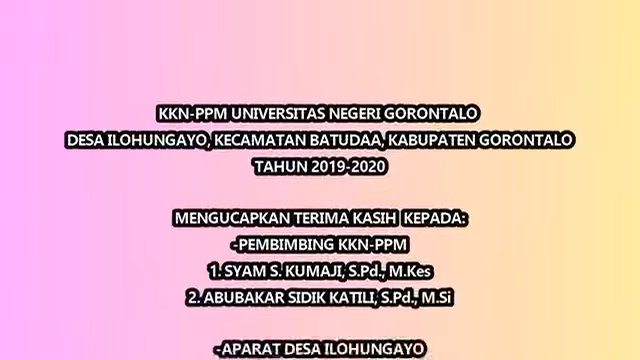 KKN-PPM UNIVERSITAS NEGERI GORONTALO
DESA ILOHUNGAYO, KECAMATAN BATUDAA, KABUPATEN GORONTALO
TAHUN 2019-2020
MENGUCAPKAN TERIMA KASIH KEPADA:
-PEMBIMBING KKN-PPM
1. SYAM S. KUMAJI, S.Pd., M.Kes
2. ABUBAKAR SIDIK KATILI, S.Pd., M.Si
-APARAT DESA ILOHUNGAYO